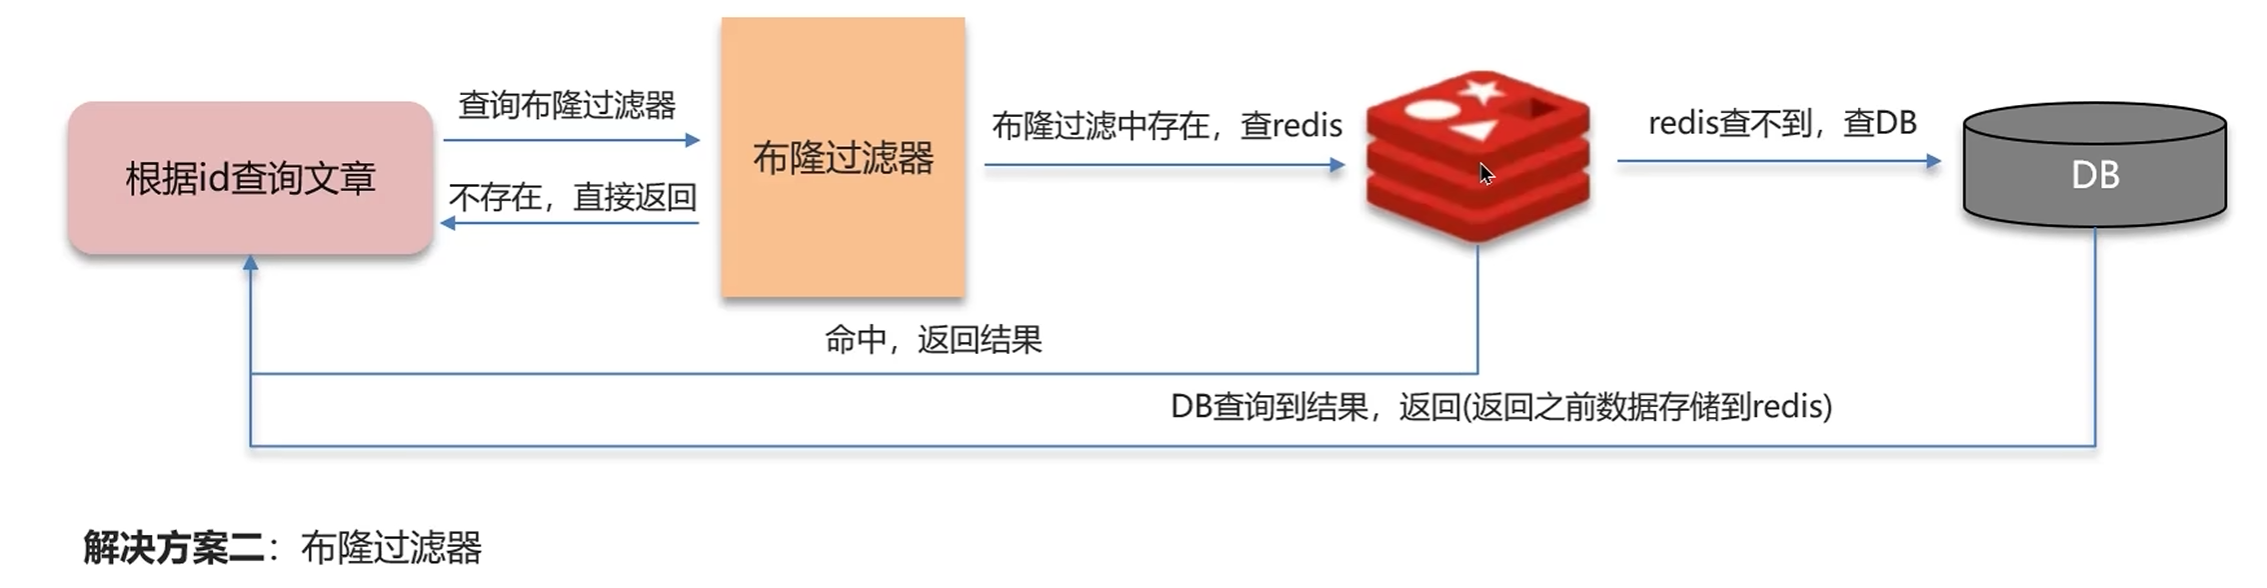 查询布隆过滤器
布隆过滤中存在，查redis
redis查不到，查DB
根据id查询文章
布隆过滤器
DB
不存在，直接返回
命中，返回结果
DB查询到结果，返回(返回之前数据存储到redis)
解决方案二：布隆过滤器